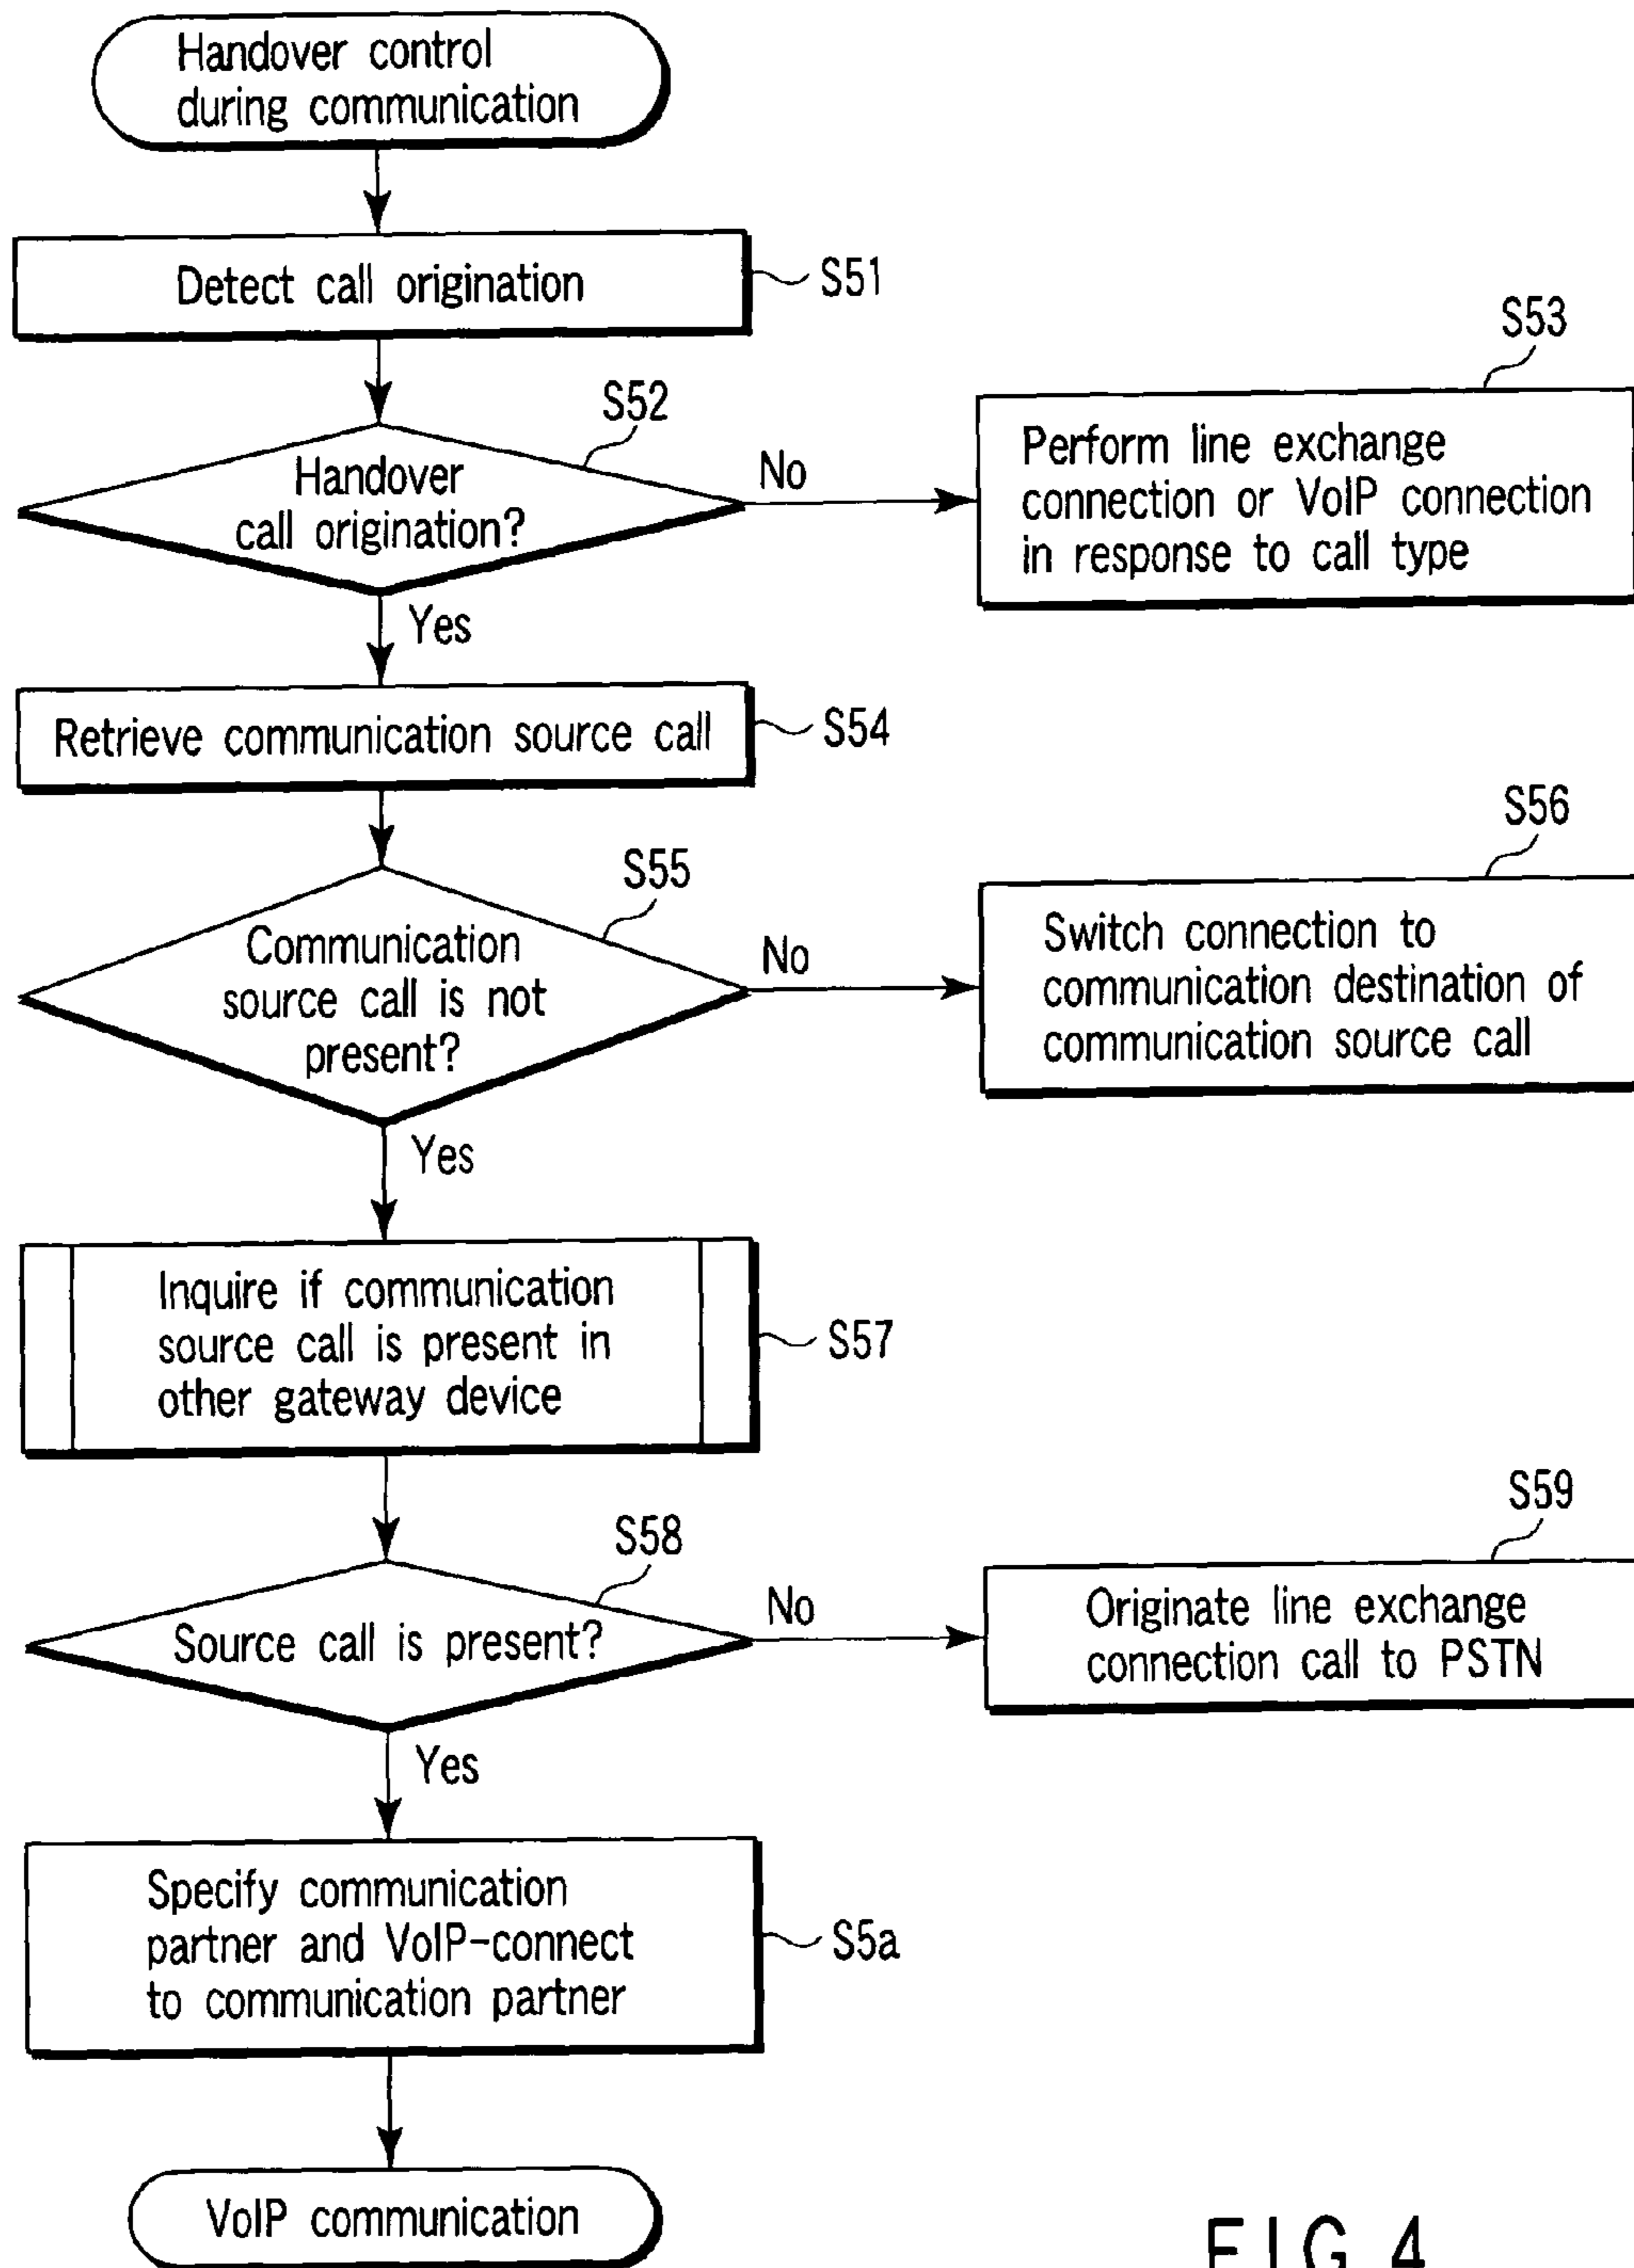 Handover control
during communication
Detect call origination
S51
S52
Handover
call origination?
No
Yes
S53
Perform line exchange
connection or VoIP connection
in response to call type
Retrieve communication source call
S54
S55
Communication
source call is not
present?
No
Yes
S56
Switch connection to
communication destination of
communication source call
Inquire if communication
source call is present in
other gateway device
S57
S58
Source call is present?
No
Yes
S59
Originate line exchange
connection call to PSTN
Specify communication
partner and VoIP-connect
to communication partner
S5a
VoIP communication
FIG. 4